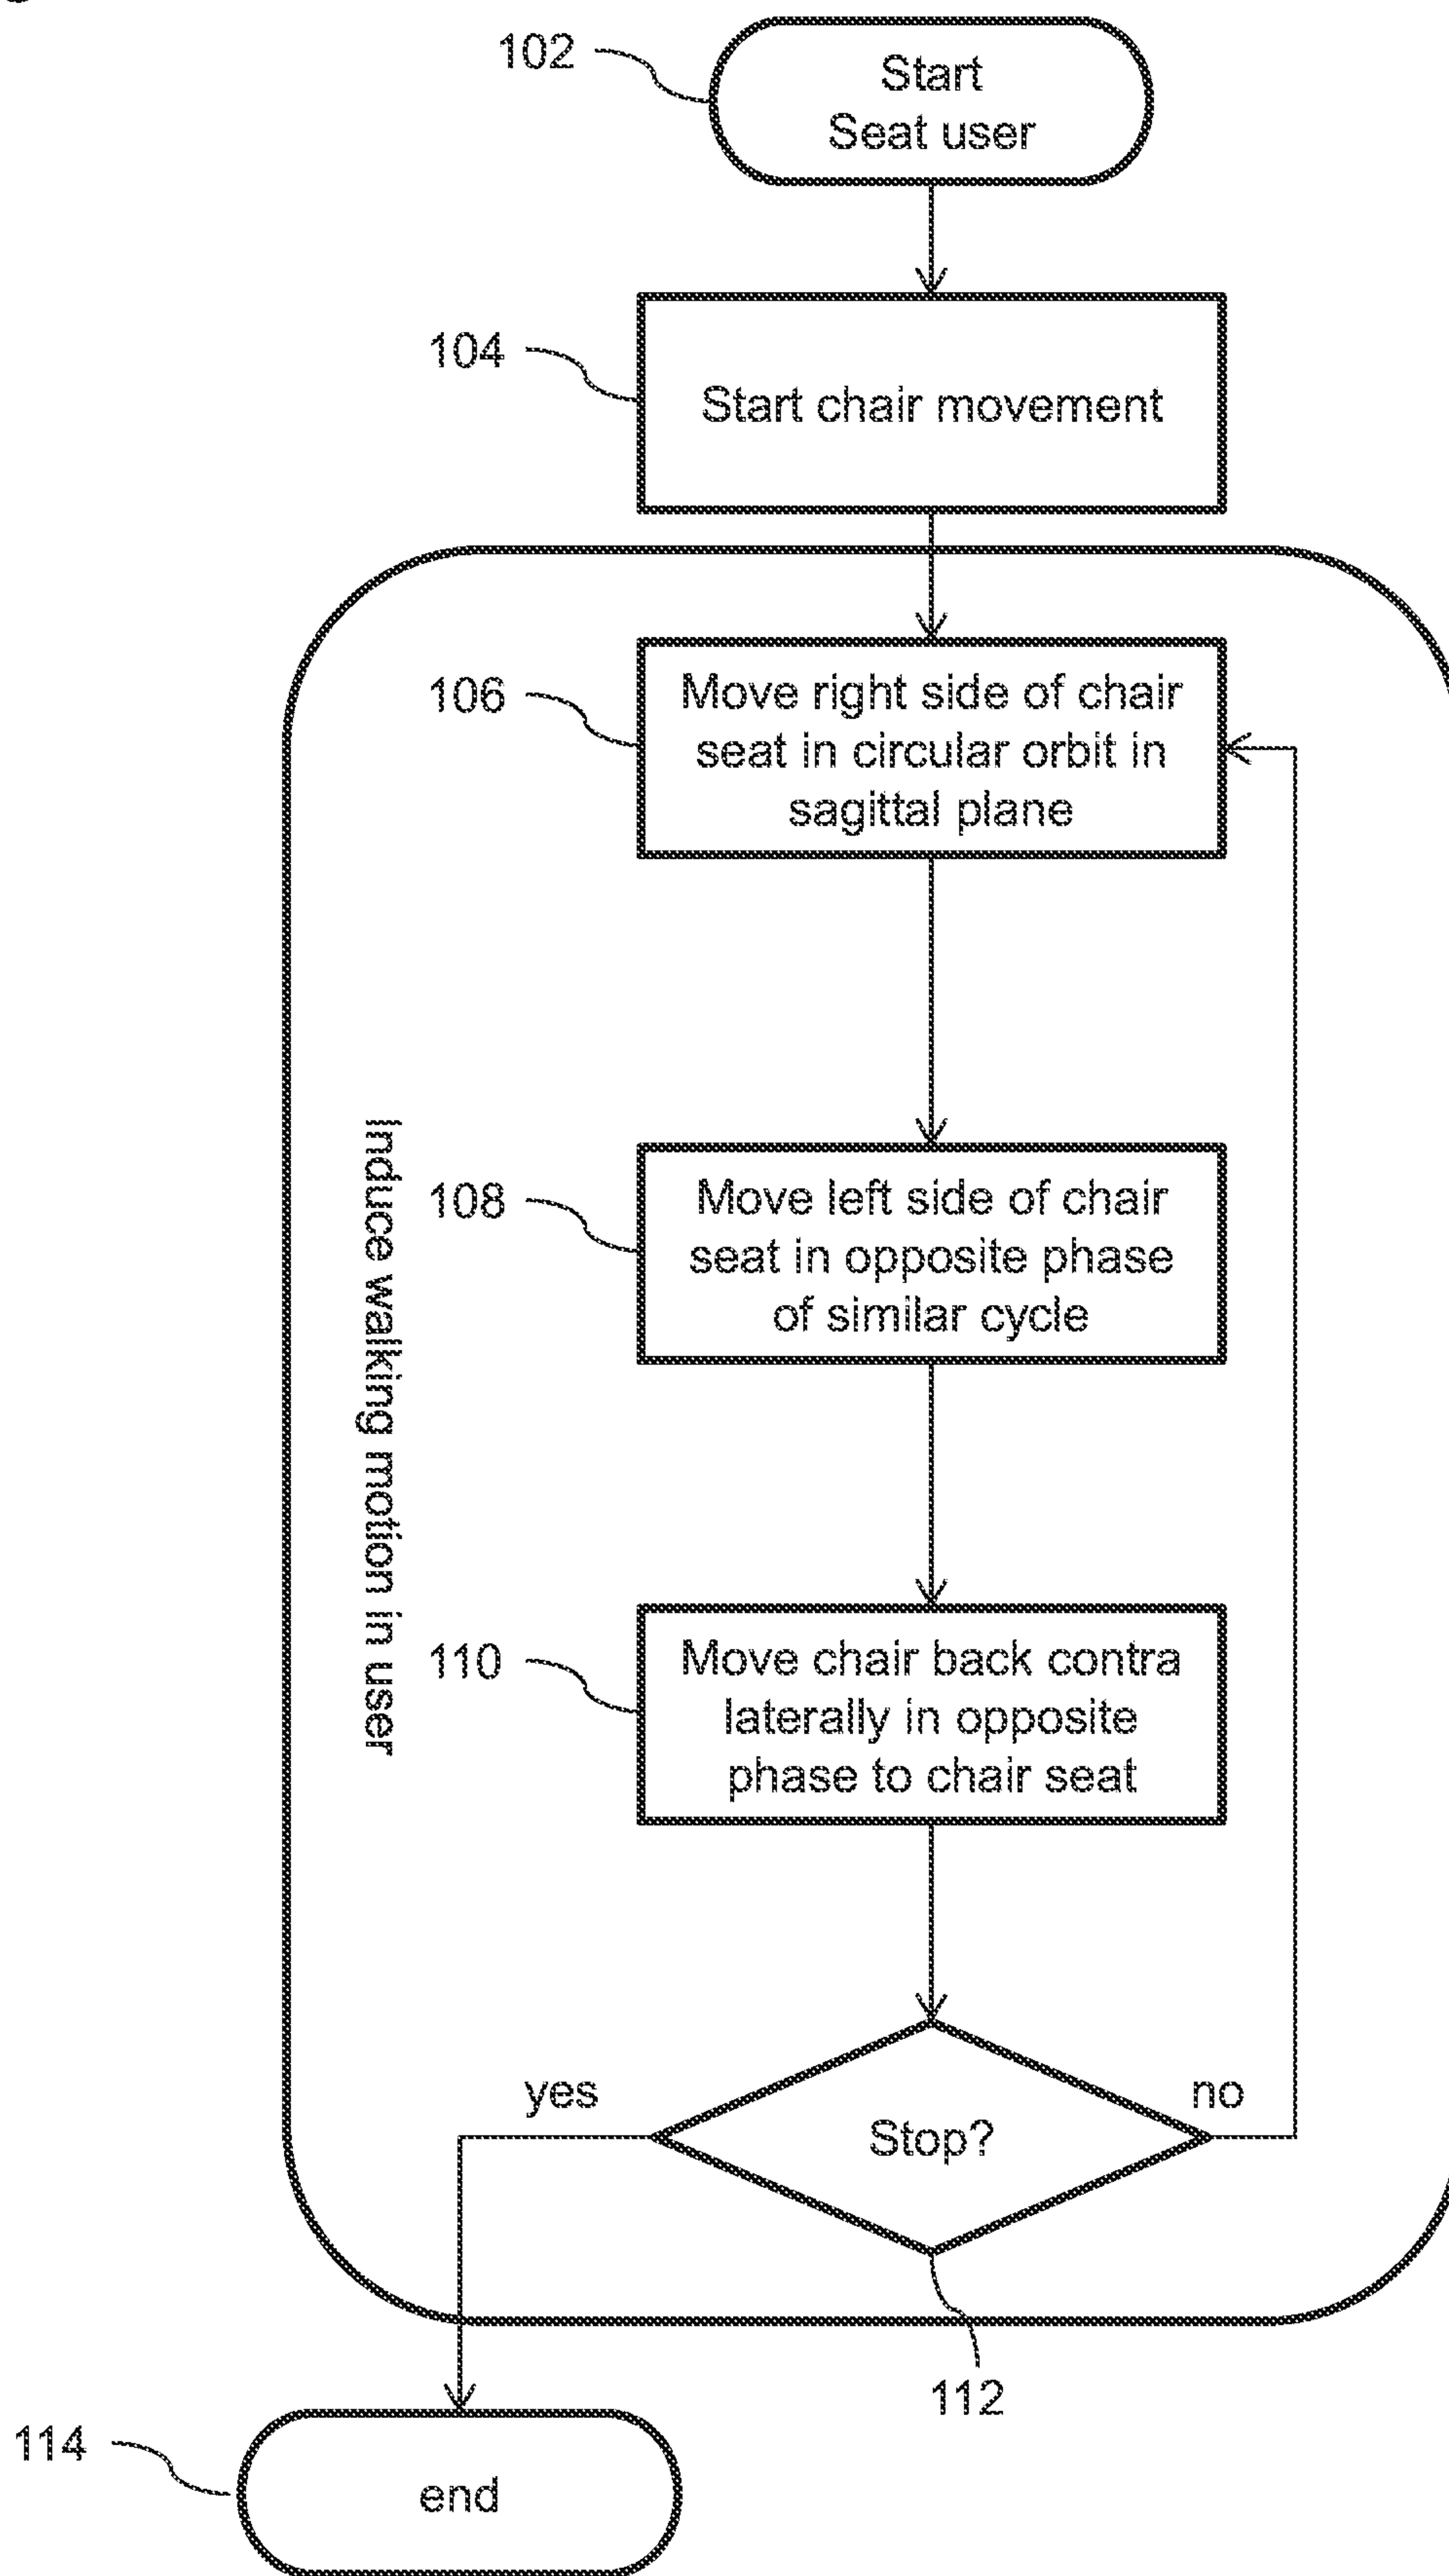 102
Start
Seat user
104
Start chair movement
106
Move right side of chair
seat in circular orbit in
sagittal plane
108
Move left side of chair
seat in opposite phase
of similar cycle
Induce walking motion in user
110
Move chair back contra
laterally in opposite
phase to chair seat
yes
no
Stop?
112
114
end